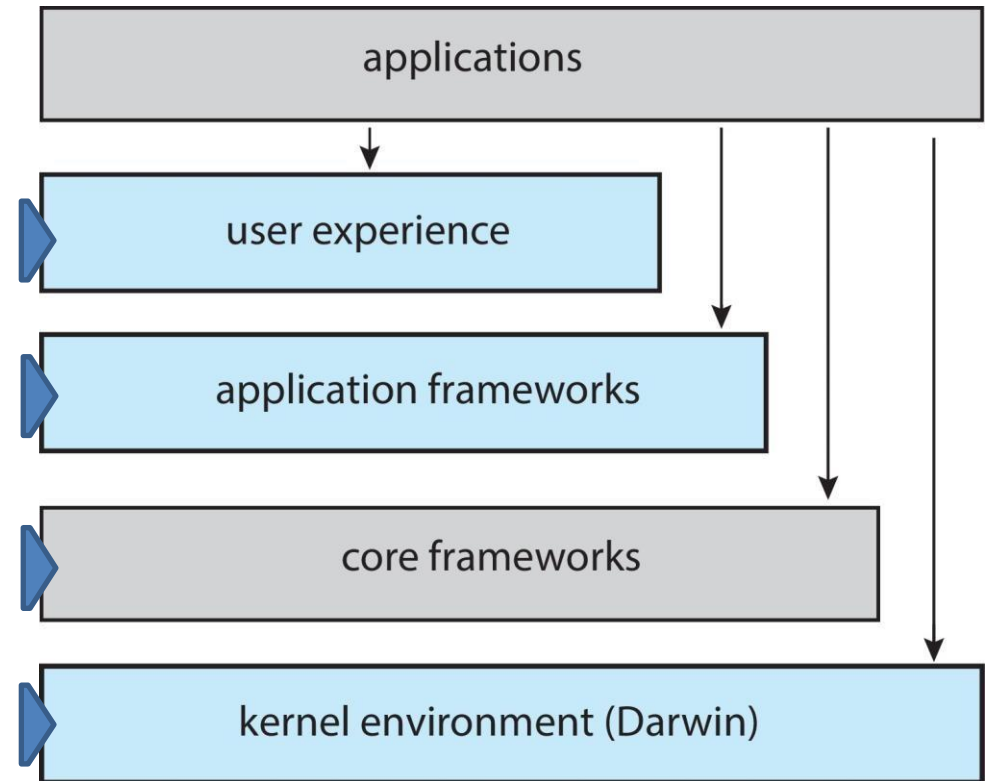 applications
user experience
application frameworks
core frameworks
kernel environment (Darwin)